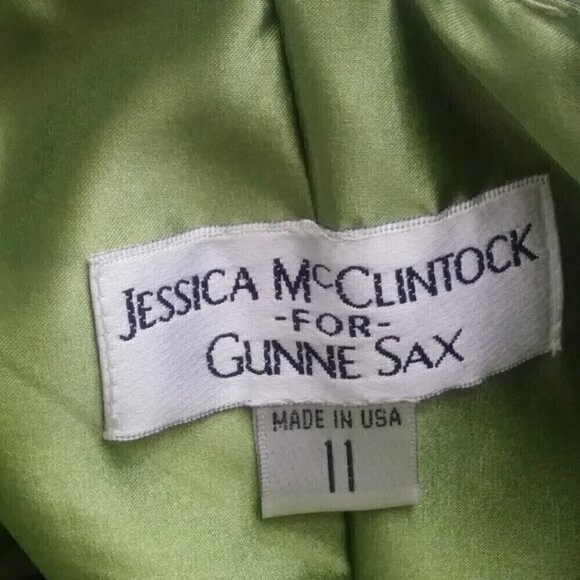 JESSICA McCLINTOCK
-FOR-
GUNNE SAX
MADE IN USA
11